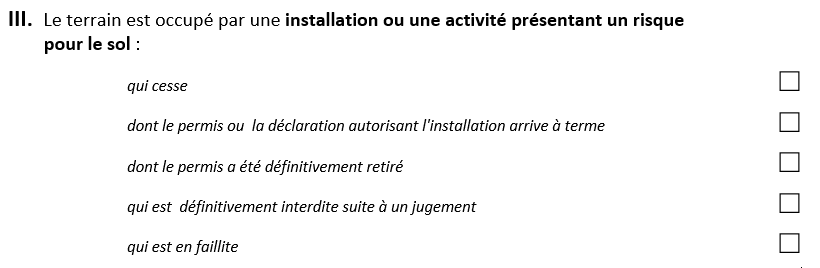 III. Le terrain est occupé par une installation ou une activité présentant un risque
pour le sol :
qui cesse
dont le permis ou la déclaration autorisant l'installation arrive à terme
dont le permis a été définitivement retiré
qui est définitivement interdite suite à un jugement
qui est en faillite